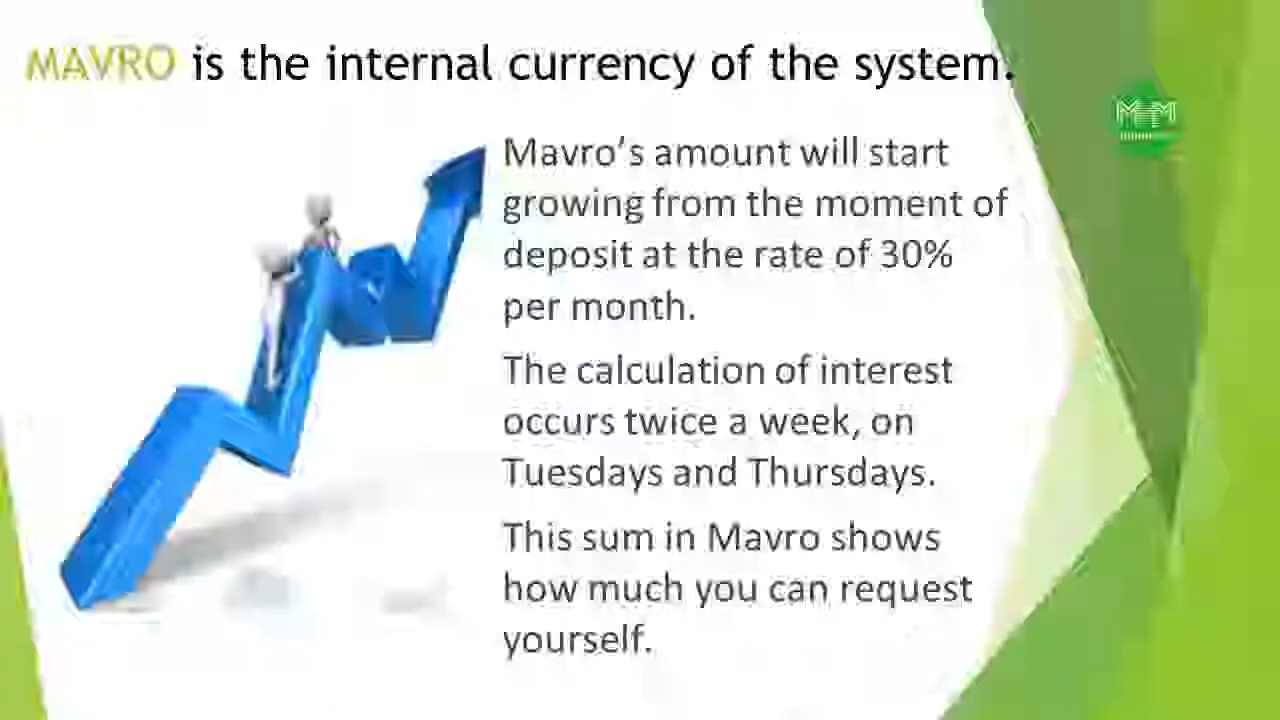 MAVRO is the internal currency of the system.
MMM
Mavro’s amount will start
growing from the moment of
deposit at the rate of 30%
per month.
The calculation of interest
occurs twice a week, on
Tuesdays and Thursdays.
This sum in Mavro shows
how much you can request
yourself.